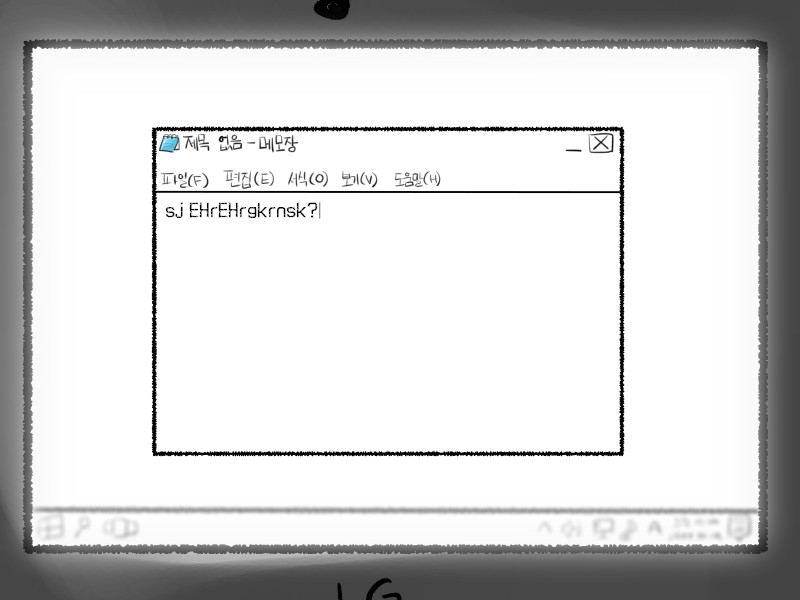 제목 없음 - 메모장
파일(F) 편집(E) 서식(O) 보기(V) 도움말(H)
sj EHrEHrgkrnsk?
A
LG